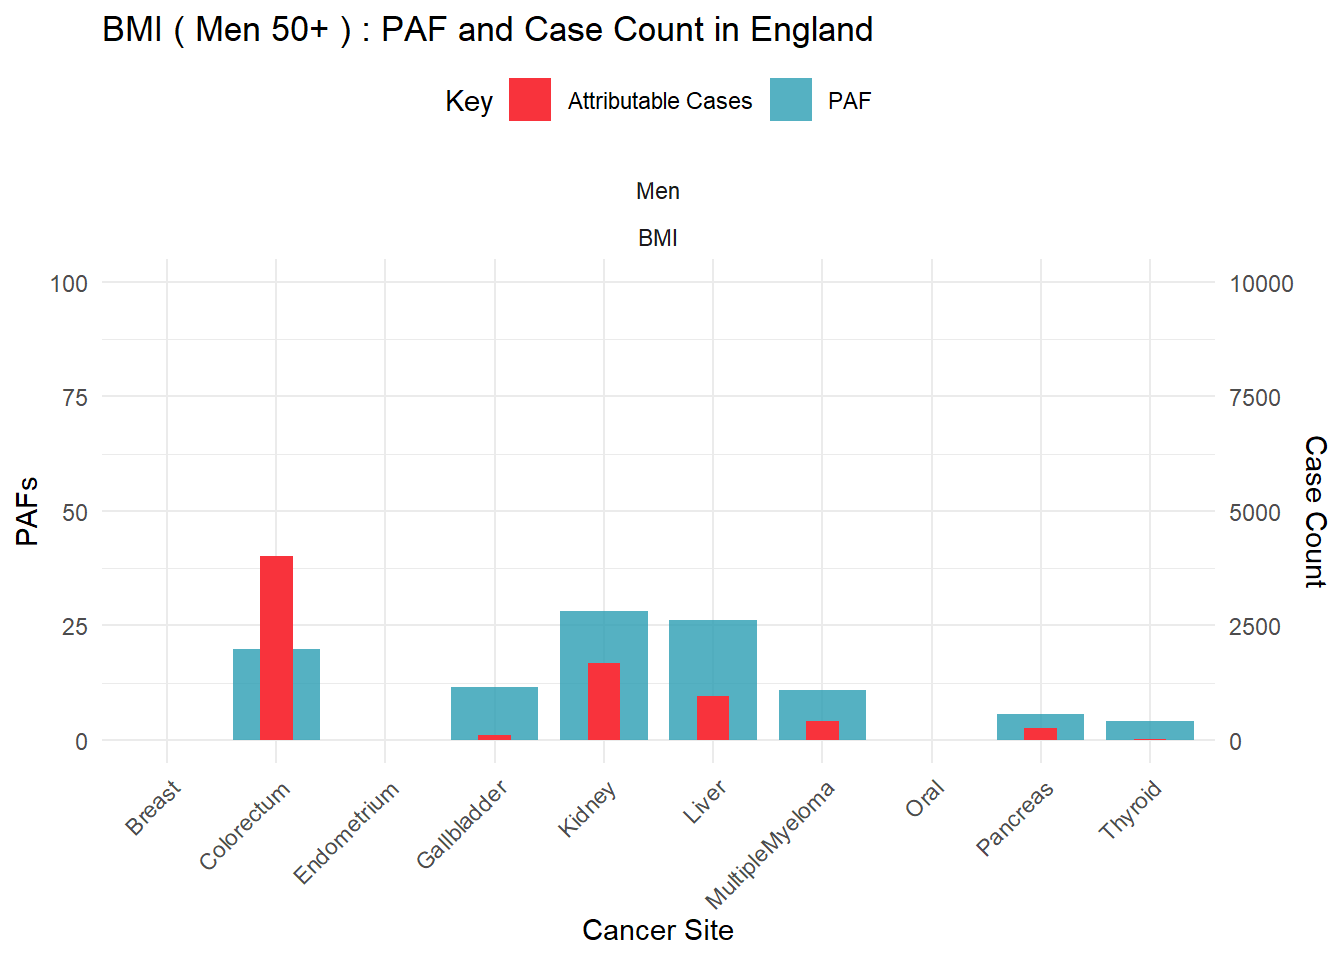 BMI ( Men 50+ ) : PAF and Case Count in England
Key Attributable Cases PAF
Men
BMI
100
75
50
25
0
PAFs
10000
7500
5000
2500
0
Case Count
Breast
Colorectum
Endometrium
Gallbladder
Kidney
Liver
MultipleMyeloma
Oral
Pancreas
Thyroid
Cancer Site